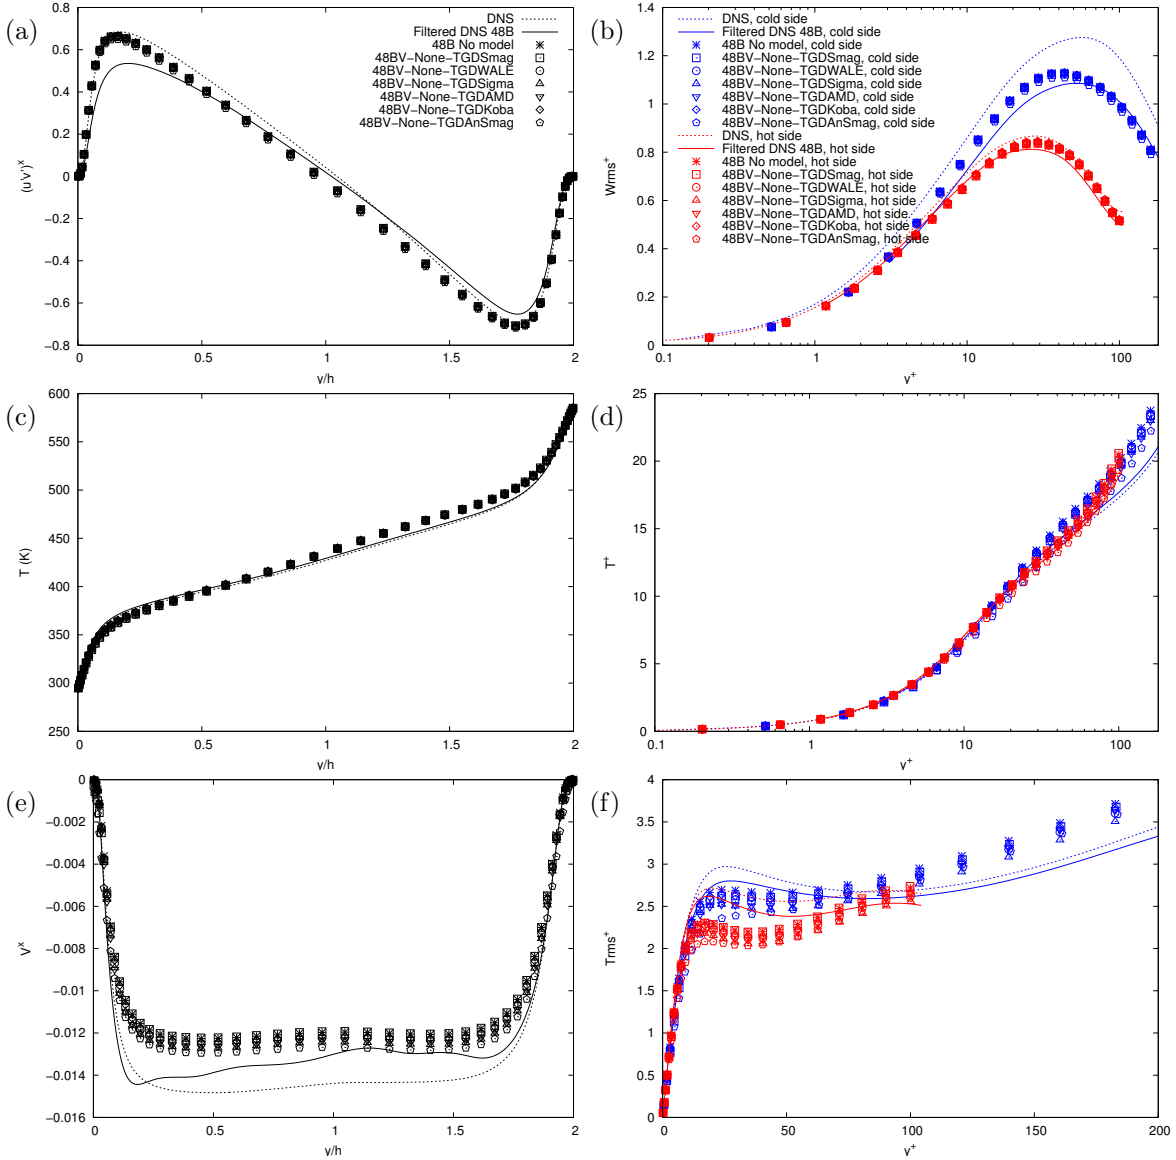 (a)
0.8
0.6
0.4
0.2
0
−0.2
−0.4
−0.6
−0.8
⟨u'v'⟩ˣ
0
0.5
1
1.5
2
y/h
DNS
Filtered DNS 48B
48B No model
48BV−None−TGDSmag
48BV−None−TGDWALE
48BV−None−TGDSigma
48BV−None−TGDAMD
48BV−None−TGDKoba
48BV−None−TGDAnSmag
(b)
1.4
1.2
1
0.8
0.6
0.4
0.2
0
Wrms⁺
0.1
1
10
100
y⁺
DNS, cold side
Filtered DNS 48B, cold side
48B No model, cold side
48BV−None−TGDSmag, cold side
48BV−None−TGDWALE, cold side
48BV−None−TGDSigma, cold side
48BV−None−TGDAMD, cold side
48BV−None−TGDKoba, cold side
48BV−None−TGDAnSmag, cold side
DNS, hot side
Filtered DNS 48B, hot side
48B No model, hot side
48BV−None−TGDSmag, hot side
48BV−None−TGDWALE, hot side
48BV−None−TGDSigma, hot side
48BV−None−TGDAMD, hot side
48BV−None−TGDKoba, hot side
48BV−None−TGDAnSmag, hot side
(c)
600
550
500
450
400
350
300
250
T (K)
0
0.5
1
1.5
2
y/h
(d)
25
20
15
10
5
0
T⁺
0.1
1
10
100
y⁺
(e)
0
−0.002
−0.004
−0.006
−0.008
−0.01
−0.012
−0.014
−0.016
Vˣ
0
0.5
1
1.5
2
y/h
(f)
4
3.5
3
2.5
2
1.5
1
0.5
0
Trms⁺
0
50
100
150
200
y⁺